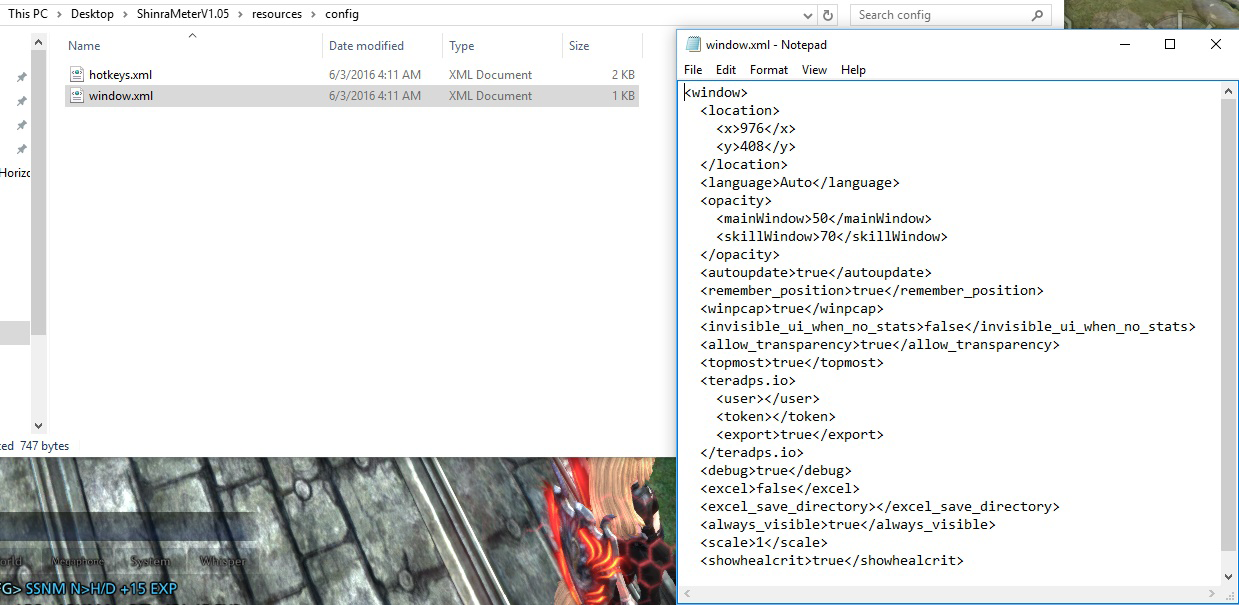 This PC > Desktop > ShinraMeterV1.05 > resources > config
Search config
Name Date modified Type Size
hotkeys.xml 6/3/2016 4:11 AM XML Document 2 KB
window.xml 6/3/2016 4:11 AM XML Document 1 KB
Horizo
ted 747 bytes
window.xml - Notepad
File Edit Format View Help
<window>
  <location>
    <x>976</x>
    <y>408</y>
  </location>
  <language>Auto</language>
  <opacity>
    <mainWindow>50</mainWindow>
    <skillWindow>70</skillWindow>
  </opacity>
  <autoupdate>true</autoupdate>
  <remember_position>true</remember_position>
  <winpcap>true</winpcap>
  <invisible_ui_when_no_stats>false</invisible_ui_when_no_stats>
  <allow_transparency>true</allow_transparency>
  <topmost>true</topmost>
  <teradps.io>
    <user></user>
    <token></token>
    <export>true</export>
  </teradps.io>
  <debug>true</debug>
  <excel>false</excel>
  <excel_save_directory></excel_save_directory>
  <always_visible>true</always_visible>
  <scale>1</scale>
  <showhealcrit>true</showhealcrit>
orld Megaphone System Whisper
FG> SSNM N>H/D +15 EXP